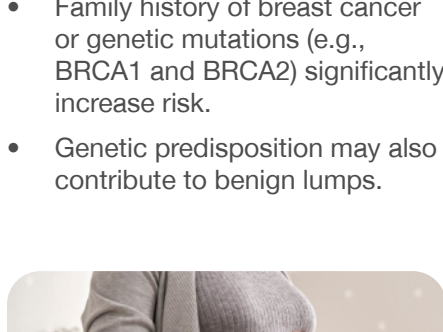 • Family history of breast cancer
or genetic mutations (e.g.,
BRCA1 and BRCA2) significantly
increase risk.
• Genetic predisposition may also
contribute to benign lumps.